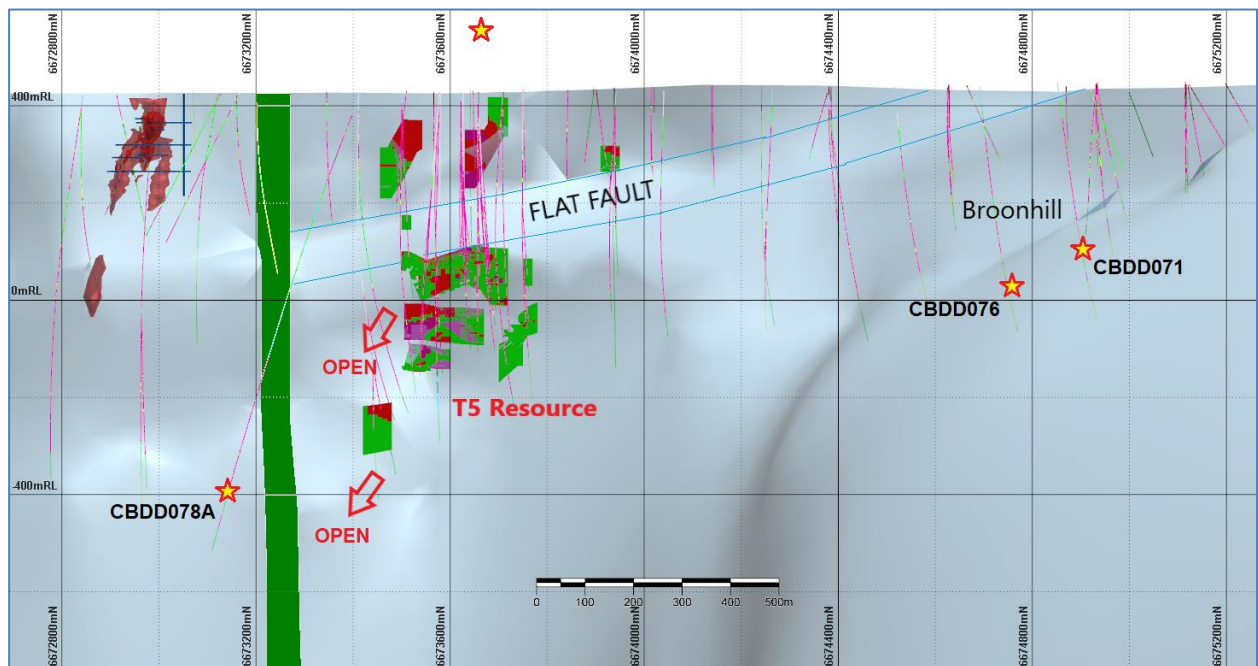 6672800mN
6673200mN
6673600mN
6674000mN
6674400mN
6674800mN
6675200mN
400mRL
FLAT FAULT
Broonhill
CBDD071
0mRL
CBDD076
OPEN
T5 Resource
-400mRL
CBDD078A
OPEN
0 100 200 300 400 500m
6672800mN
6673200mN
6673600mN
6674000mN
6674400mN
6674800mN
6675200mN